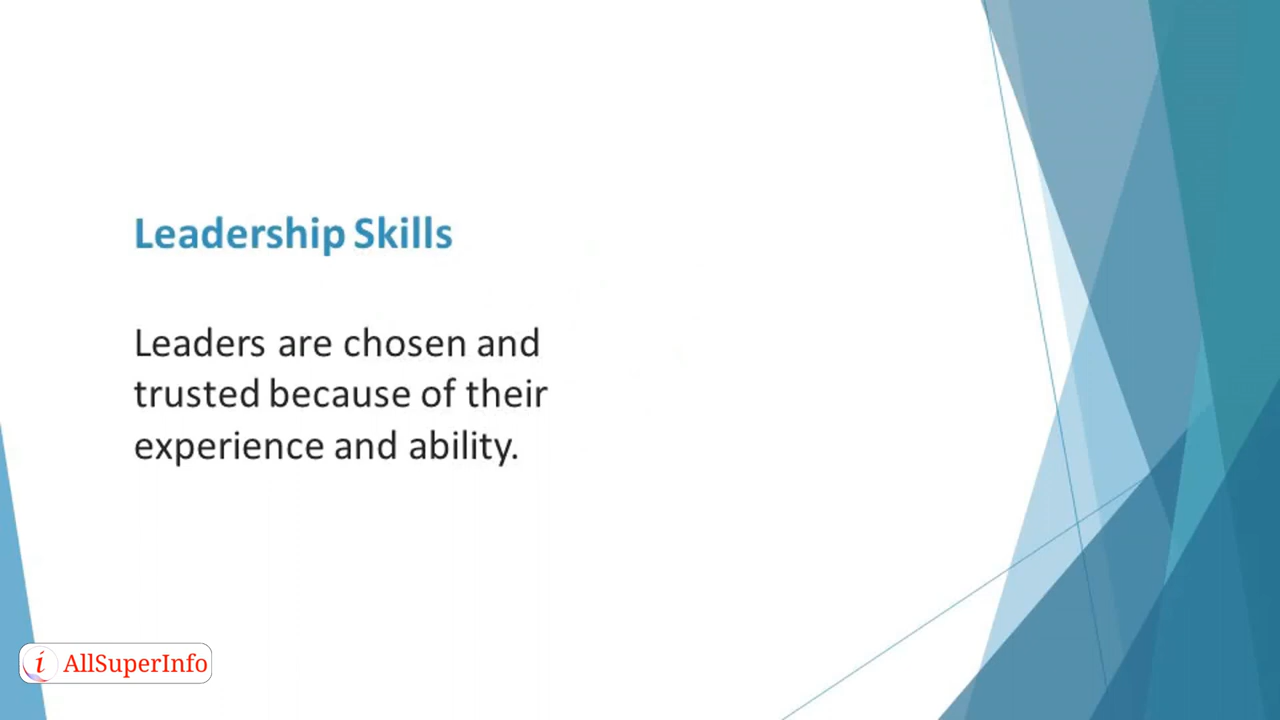 Leadership Skills
Leaders are chosen and
trusted because of their
experience and ability.
i AllSuperInfo